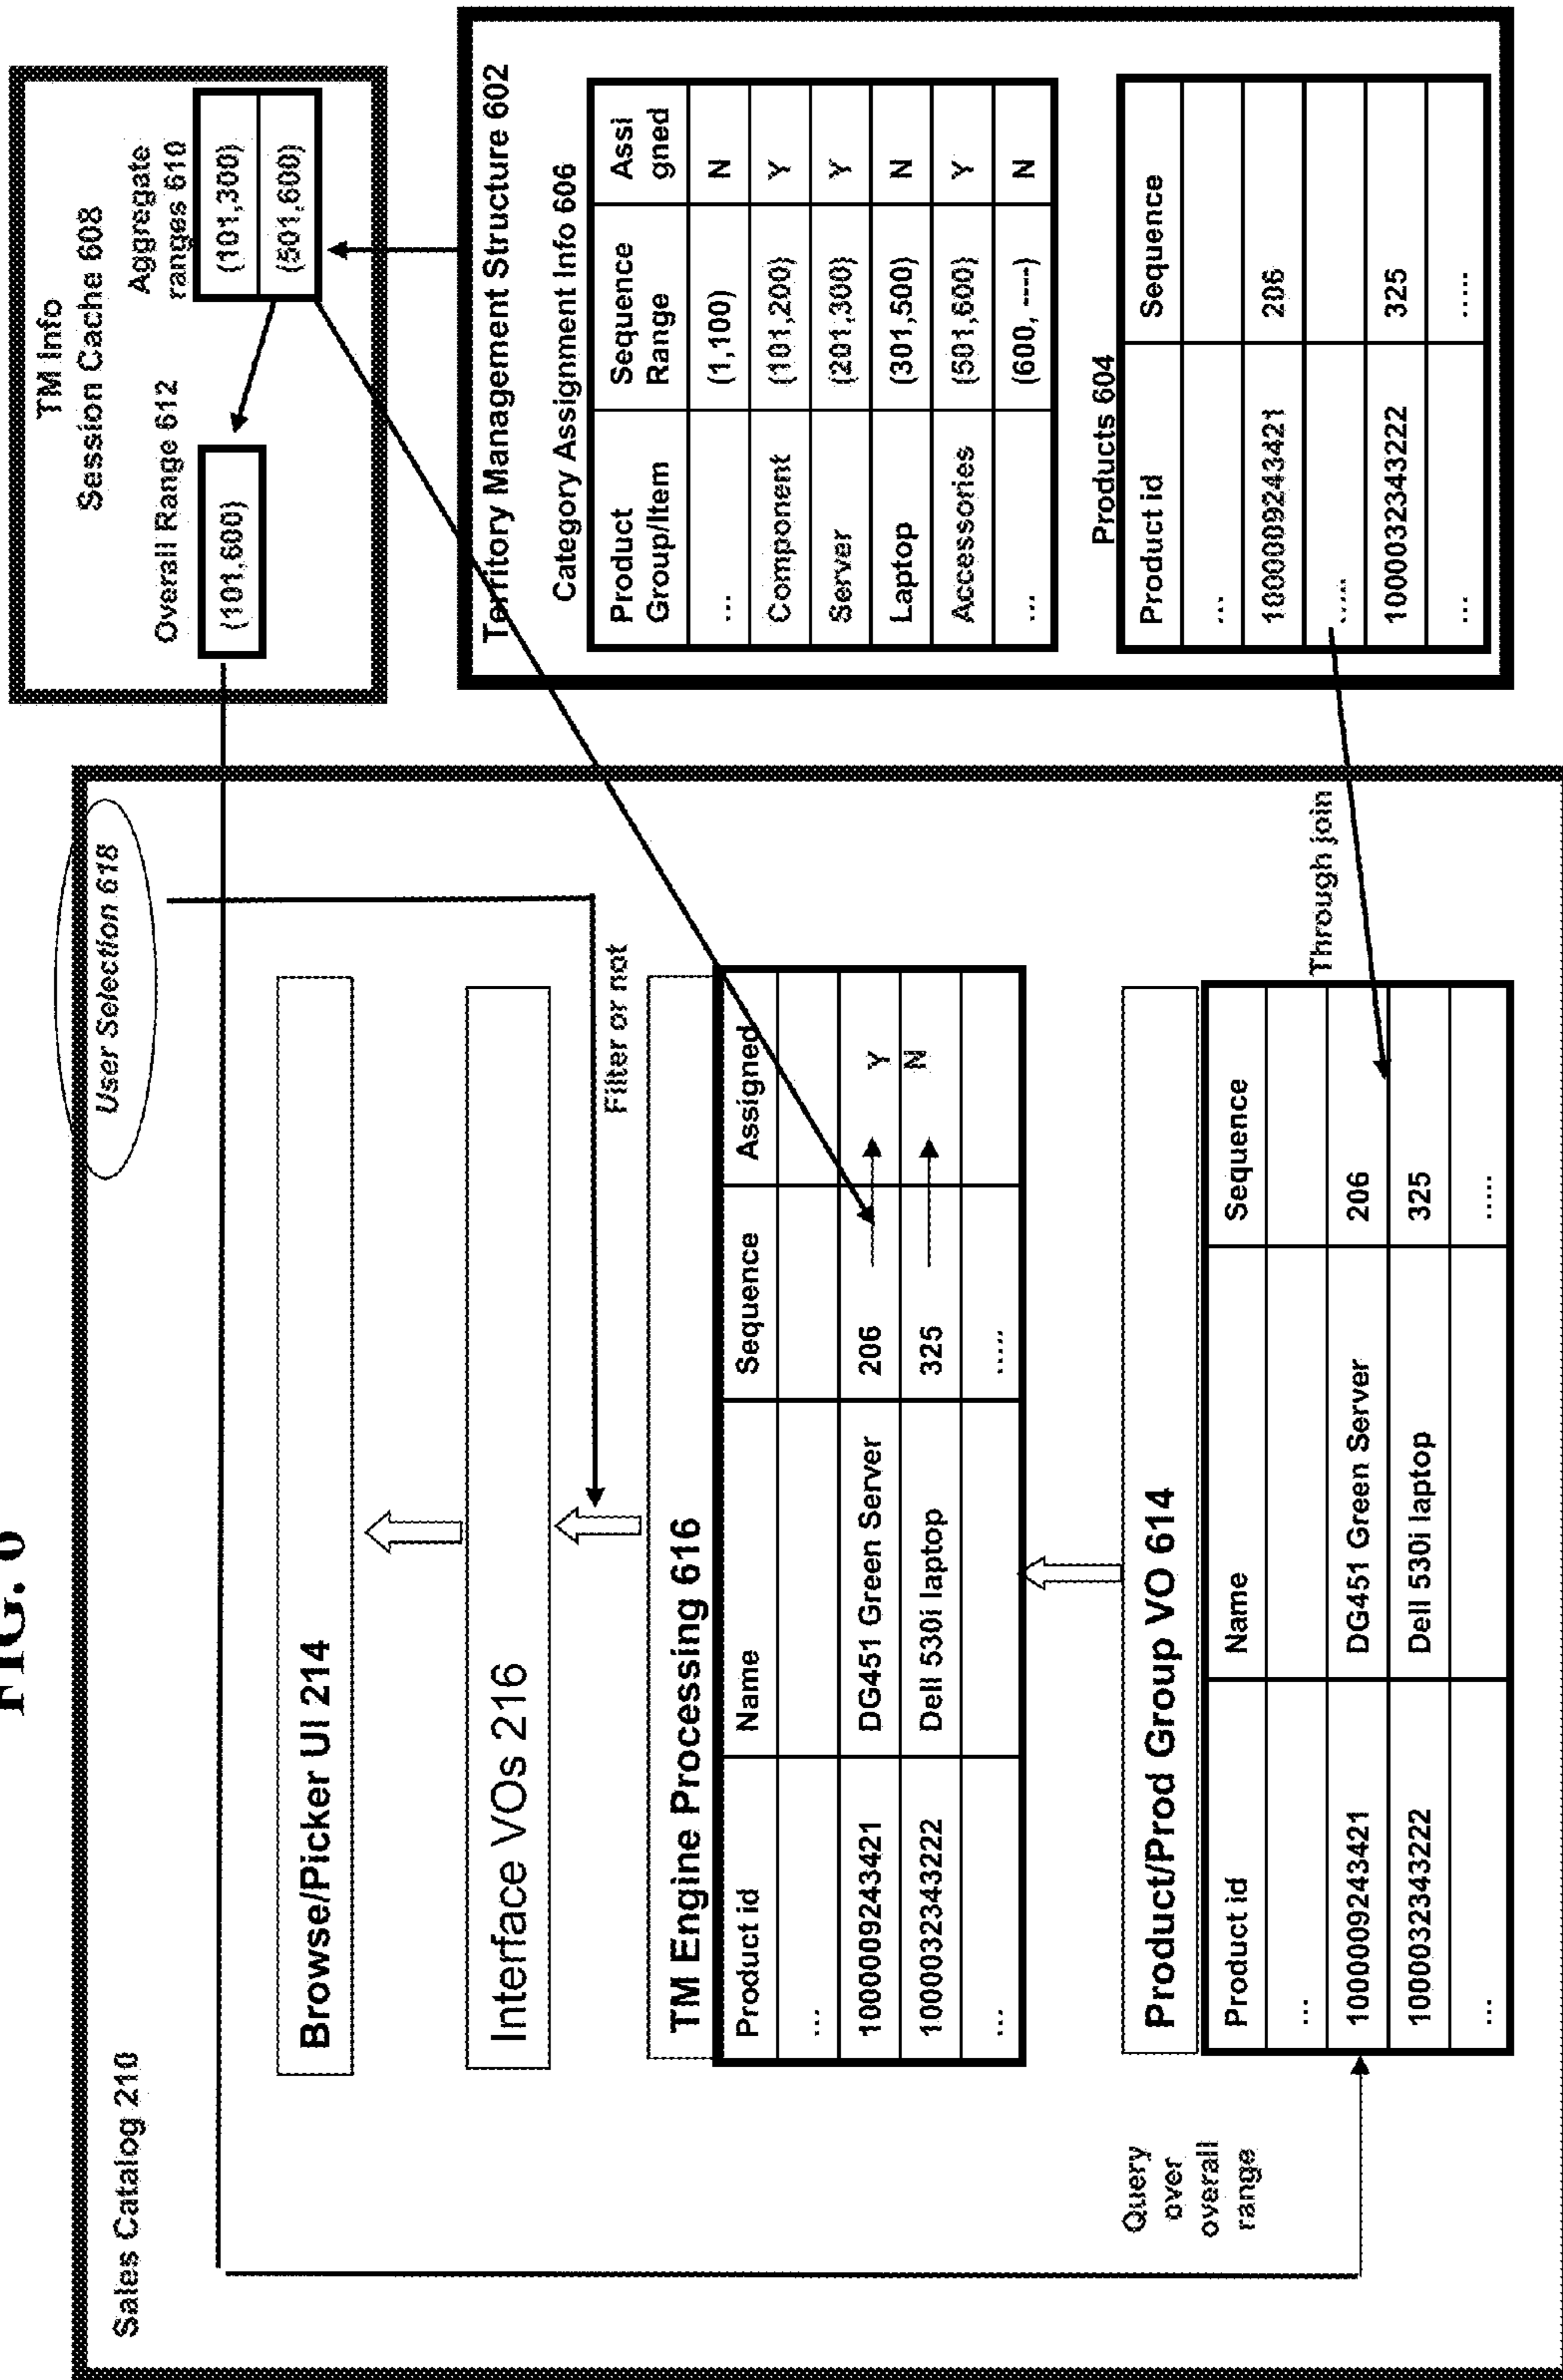 FIG. 6
Sales Catalog 210
User Selection 618
Browse/Picker UI 214
Interface VOs 216
Filter or not
TM Engine Processing 616
Product id Name Sequence Assigned
...
1000009243421 DG451 Green Server 206 Y
1000032343222 Dell 530i laptop 325 N
... .....
Query
over
overall
range
Product/Prod Group VO 614
Product id Name Sequence
...
1000009243421 DG451 Green Server 206
1000032343222 Dell 530i laptop 325
... .....
Through join
TM Info
Session Cache 608
Overall Range 612
(101,600)
Aggregate
ranges 610
(101,300)
(501,600)
Territory Management Structure 602
Category Assignment Info 606
Product
Group/Item
Sequence
Range
Assi
gned
... (1,100) N
Component (101,200) Y
Server (201,300) Y
Laptop (301,500) N
Accessories (501,600) Y
... (600, ----) N
Products 604
Product id Sequence
...
1000009243421 206
.....
1000032343222 325
... .....